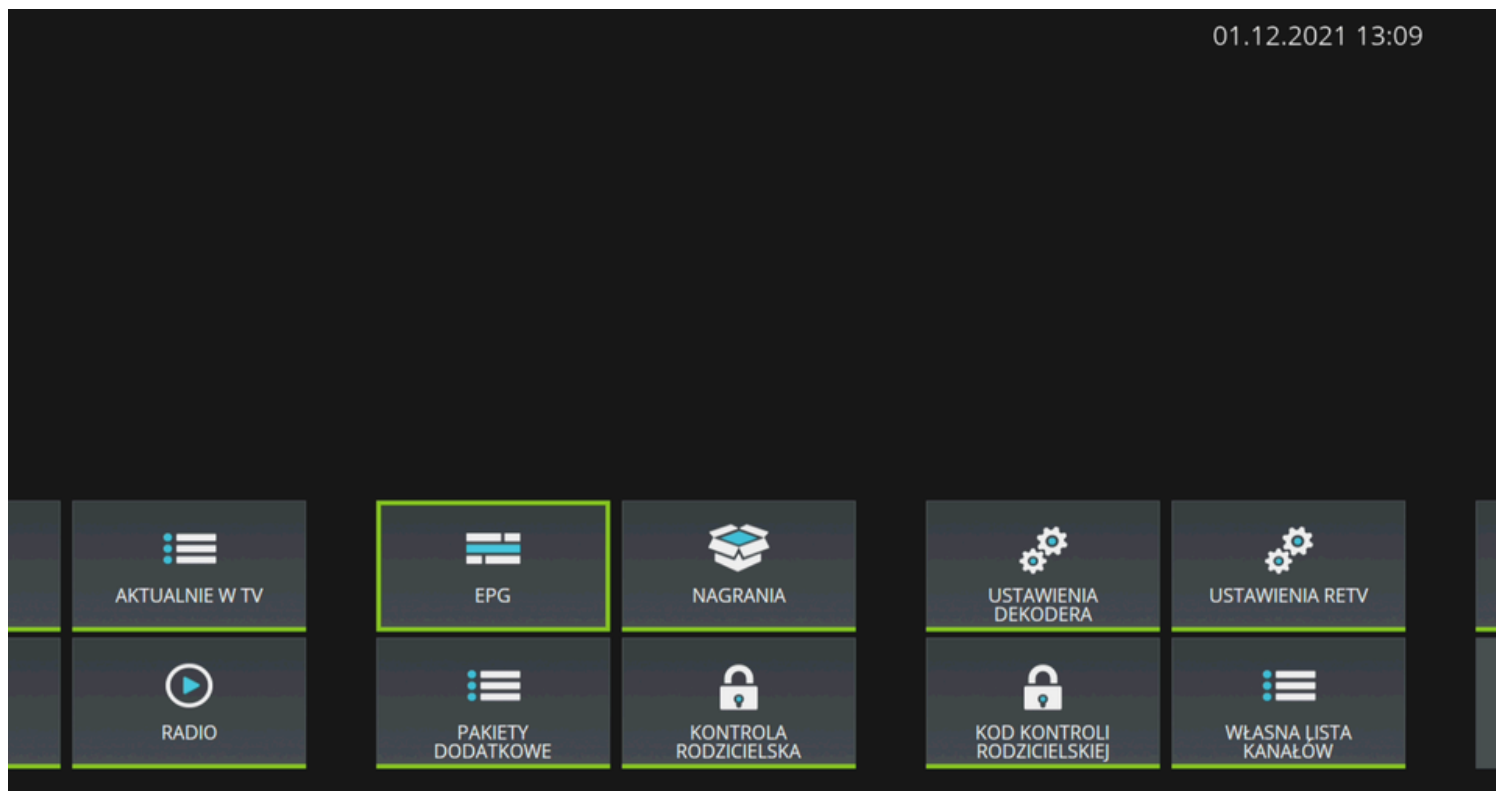 01.12.2021 13:09
AKTUALNIE W TV
EPG
NAGRANIA
USTAWIENIA
DEKODERA
USTAWIENIA RETV
RADIO
PAKIETY
DODATKOWE
KONTROLA
RODZICIELSKA
KOD KONTROLI
RODZICIELSKIEJ
WŁASNA LISTA
KANAŁÓW